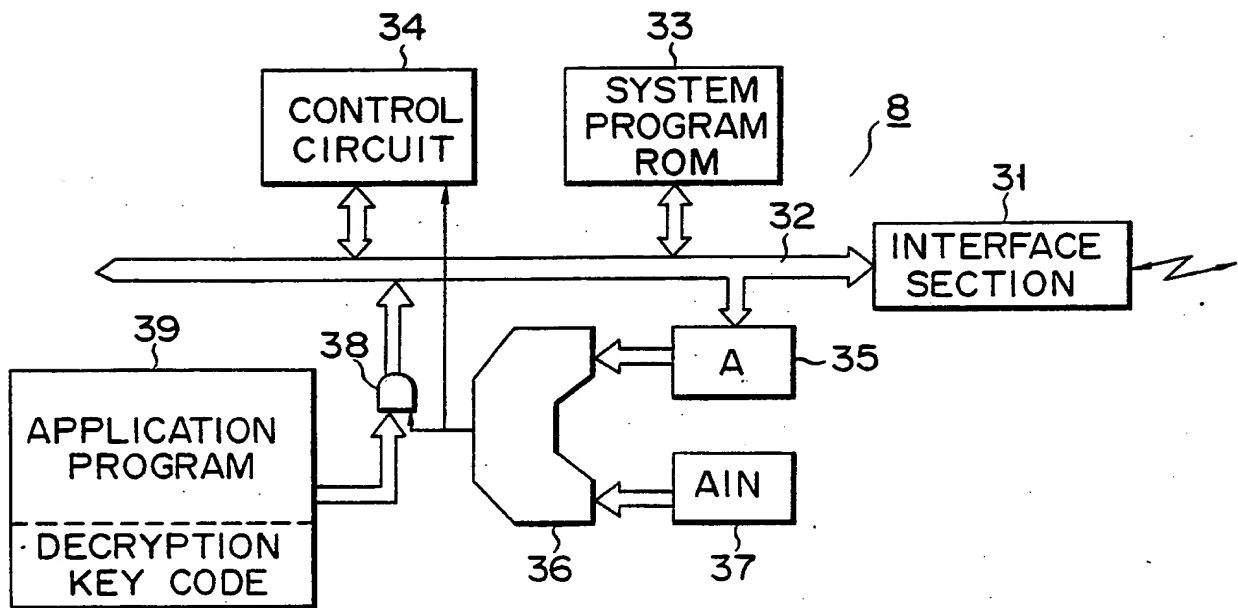 34
33
CONTROL
CIRCUIT
SYSTEM
PROGRAM
ROM
8
31
32
INTERFACE
SECTION
39
38
A
35
APPLICATION
PROGRAM
AIN
DECRYPTION
KEY CODE
36
37